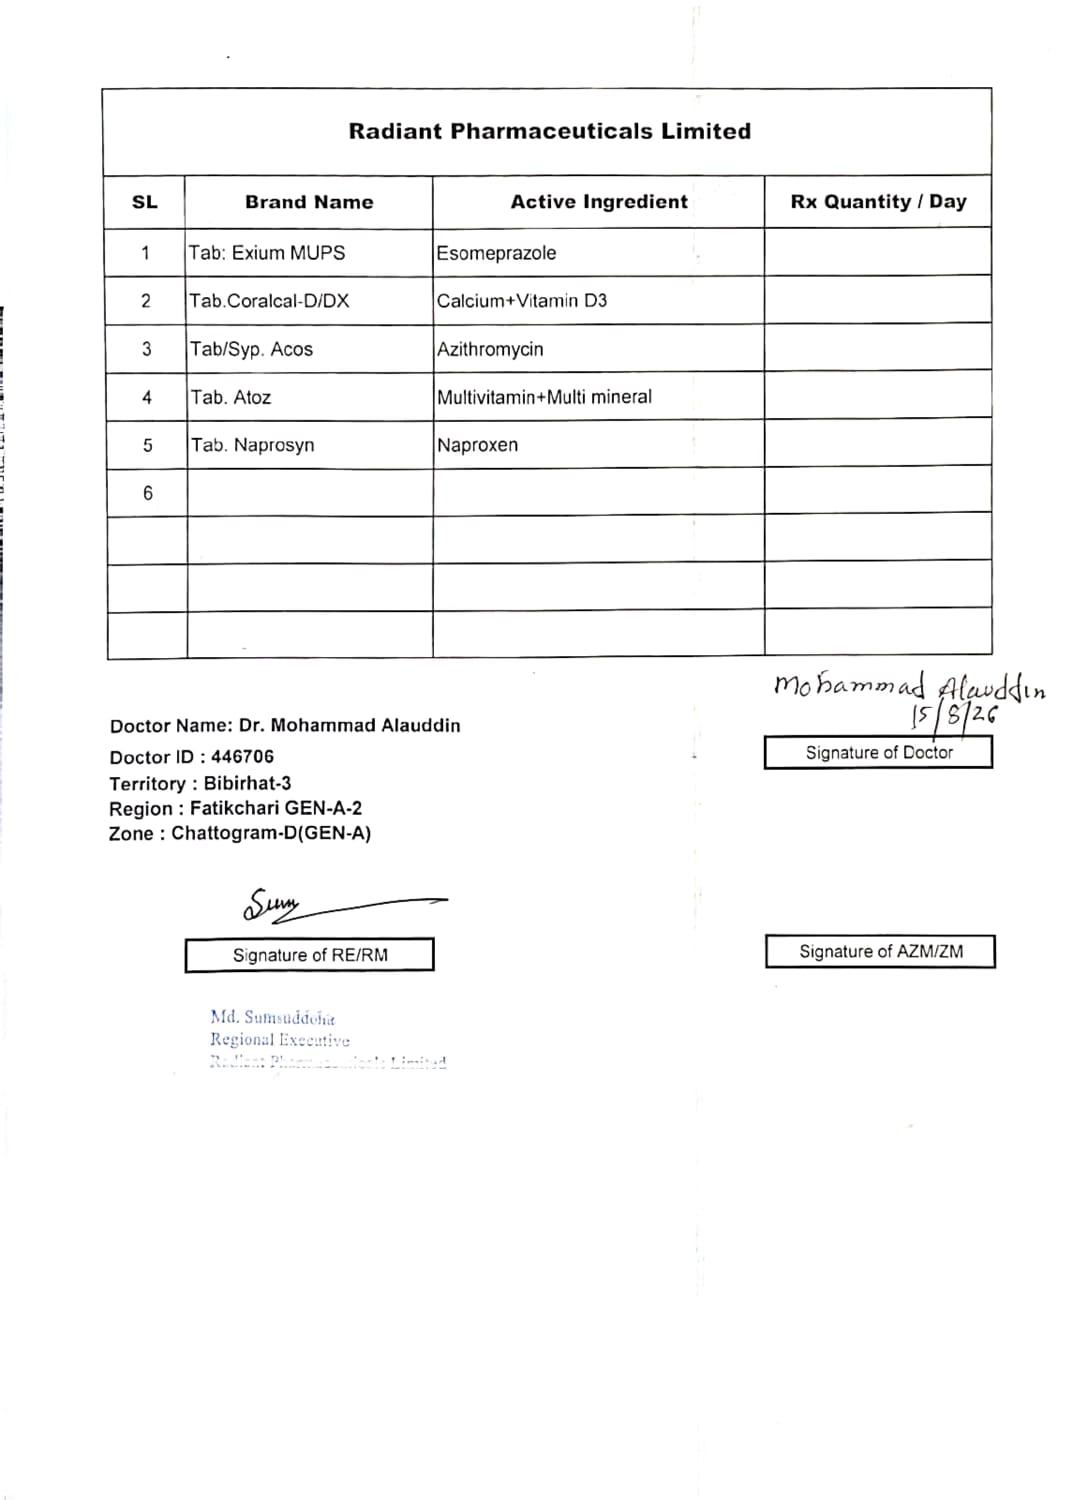 Radiant Pharmaceuticals Limited
SL Brand Name Active Ingredient Rx Quantity / Day
1 Tab: Exium MUPS Esomeprazole
2 Tab.Coralcal-D/DX Calcium+Vitamin D3
3 Tab/Syp. Acos Azithromycin
4 Tab. Atoz Multivitamin+Multi mineral
5 Tab. Naprosyn Naproxen
6
Mohammad Alauddin
15/8/26
Signature of Doctor
Doctor Name: Dr. Mohammad Alauddin
Doctor ID : 446706
Territory : Bibirhat-3
Region : Fatikchari GEN-A-2
Zone : Chattogram-D(GEN-A)
Signature of RE/RM
Signature of AZM/ZM
Md. Sumsuddoha
Regional Executive
Radiant Pharmaceuticals Limited